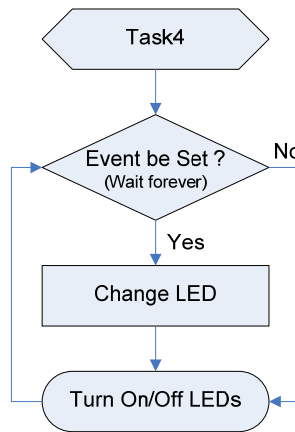 Task4
Event be Set ?
(Wait forever)
No
Yes
Change LED
Turn On/Off LEDs